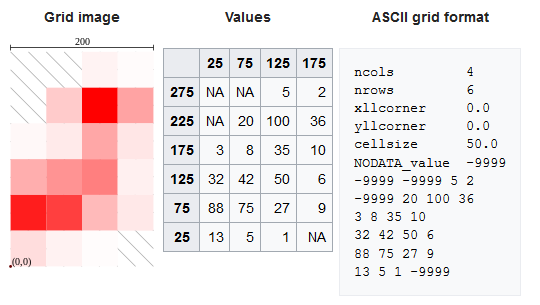 Grid image Values ASCII grid format
200
25 75 125 175
275 NA NA 5 2
225 NA 20 100 36
175 3 8 35 10
125 32 42 50 6
75 88 75 27 9
25 13 5 1 NA
(0,0)
ncols 4
nrows 6
xllcorner 0.0
yllcorner 0.0
cellsize 50.0
NODATA_value -9999
-9999 -9999 5 2
-9999 20 100 36
3 8 35 10
32 42 50 6
88 75 27 9
13 5 1 -9999